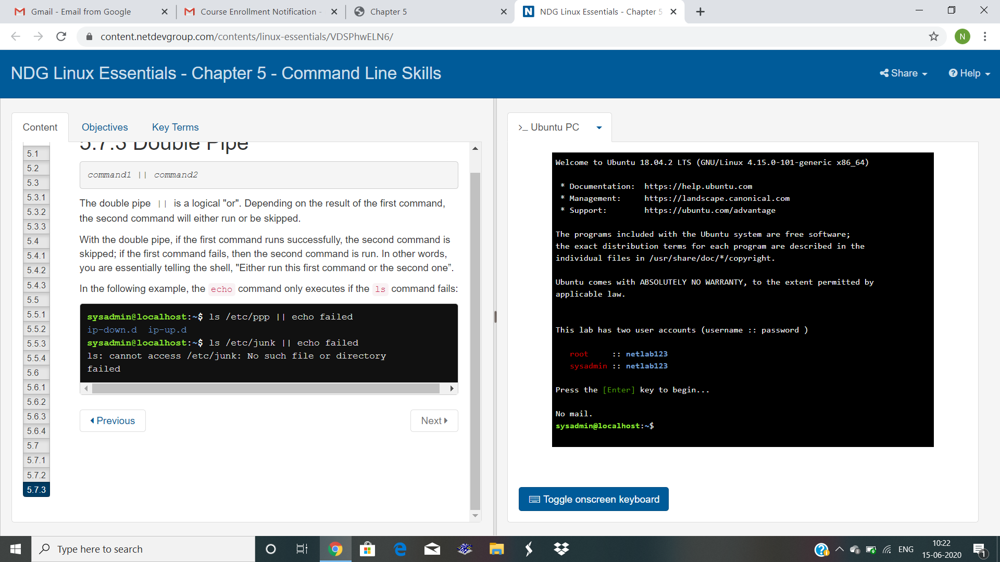 Gmail - Email from Google
Course Enrollment Notification -
Chapter 5
NDG Linux Essentials - Chapter 5
content.netdevgroup.com/contents/linux-essentials/VDSPhwELN6/
N
NDG Linux Essentials - Chapter 5 - Command Line Skills
Share
Help
Content
Objectives
Key Terms
5.1
5.2
5.3
5.3.1
5.3.2
5.3.3
5.4
5.4.1
5.4.2
5.4.3
5.5
5.5.1
5.5.2
5.5.3
5.5.4
5.6
5.6.1
5.6.2
5.6.3
5.6.4
5.7
5.7.1
5.7.2
5.7.3
5.7.3 Double Pipe
command1 || command2
The double pipe || is a logical "or". Depending on the result of the first command,
the second command will either run or be skipped.
With the double pipe, if the first command runs successfully, the second command is
skipped; if the first command fails, then the second command is run. In other words,
you are essentially telling the shell, "Either run this first command or the second one”.
In the following example, the echo command only executes if the ls command fails:
sysadmin@localhost:~$ ls /etc/ppp || echo failed
ip-down.d  ip-up.d
sysadmin@localhost:~$ ls /etc/junk || echo failed
ls: cannot access /etc/junk: No such file or directory
failed
Previous
Next
>_ Ubuntu PC
Welcome to Ubuntu 18.04.2 LTS (GNU/Linux 4.15.0-101-generic x86_64)
* Documentation:  https://help.ubuntu.com
* Management:     https://landscape.canonical.com
* Support:        https://ubuntu.com/advantage
The programs included with the Ubuntu system are free software;
the exact distribution terms for each program are described in the
individual files in /usr/share/doc/*/copyright.
Ubuntu comes with ABSOLUTELY NO WARRANTY, to the extent permitted by
applicable law.
This lab has two user accounts (username :: password )
root     :: netlab123
sysadmin :: netlab123
Press the [Enter] key to begin...
No mail.
sysadmin@localhost:~$
Toggle onscreen keyboard
Type here to search
ENG
10:22
15-06-2020
1